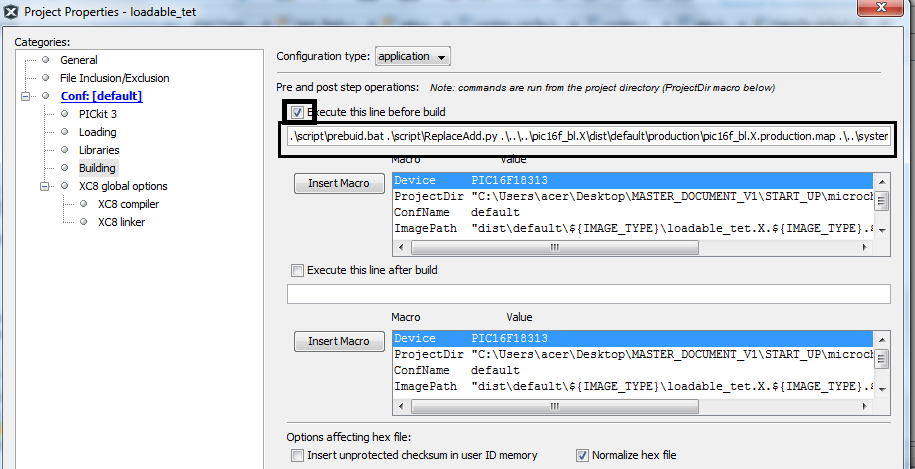 Project Properties - loadable_tet
Categories:
General
File Inclusion/Exclusion
Conf: [default]
PICkit 3
Loading
Libraries
Building
XC8 global options
XC8 compiler
XC8 linker
Configuration type: application
Pre and post step operations: Note: commands are run from the project directory (ProjectDir macro below)
Execute this line before build
.\script\prebuid.bat .\script\ReplaceAdd.py .\..\..\pic16f_bl.X\dist\default\production\pic16f_bl.X.production.map .\..\system
Macro Value
Insert Macro
Device PIC16F18313
ProjectDir "C:\Users\acer\Desktop\MASTER_DOCUMENT_V1\START_UP\microch
ConfName default
ImagePath "dist\default\${IMAGE_TYPE}\loadable_tet.X.${IMAGE_TYPE}.
Execute this line after build
Macro Value
Insert Macro
Device PIC16F18313
ProjectDir "C:\Users\acer\Desktop\MASTER_DOCUMENT_V1\START_UP\microch
ConfName default
ImagePath "dist\default\${IMAGE_TYPE}\loadable_tet.X.${IMAGE_TYPE}.
Options affecting hex file:
Insert unprotected checksum in user ID memory
Normalize hex file